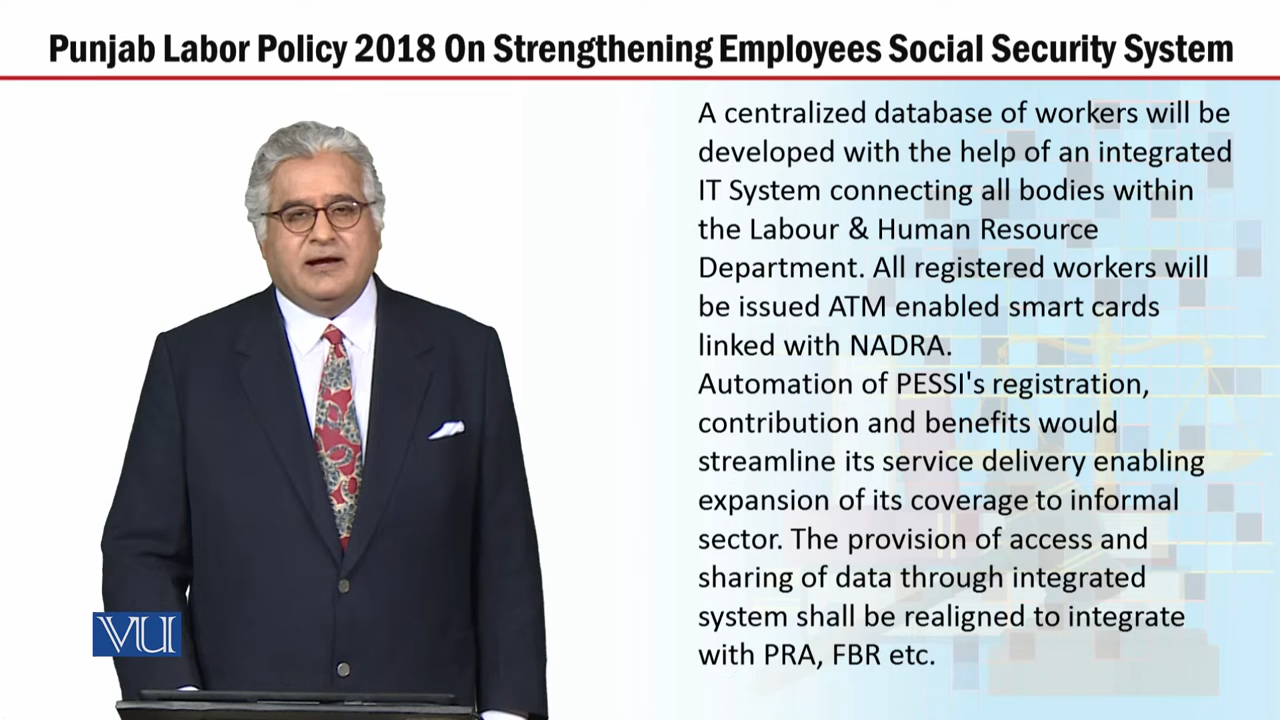 Punjab Labor Policy 2018 On Strengthening Employees Social Security System
A centralized database of workers will be
developed with the help of an integrated
IT System connecting all bodies within
the Labour & Human Resource
Department. All registered workers will
be issued ATM enabled smart cards
linked with NADRA.
Automation of PESSI's registration,
contribution and benefits would
streamline its service delivery enabling
expansion of its coverage to informal
sector. The provision of access and
sharing of data through integrated
system shall be realigned to integrate
with PRA, FBR etc.
VU